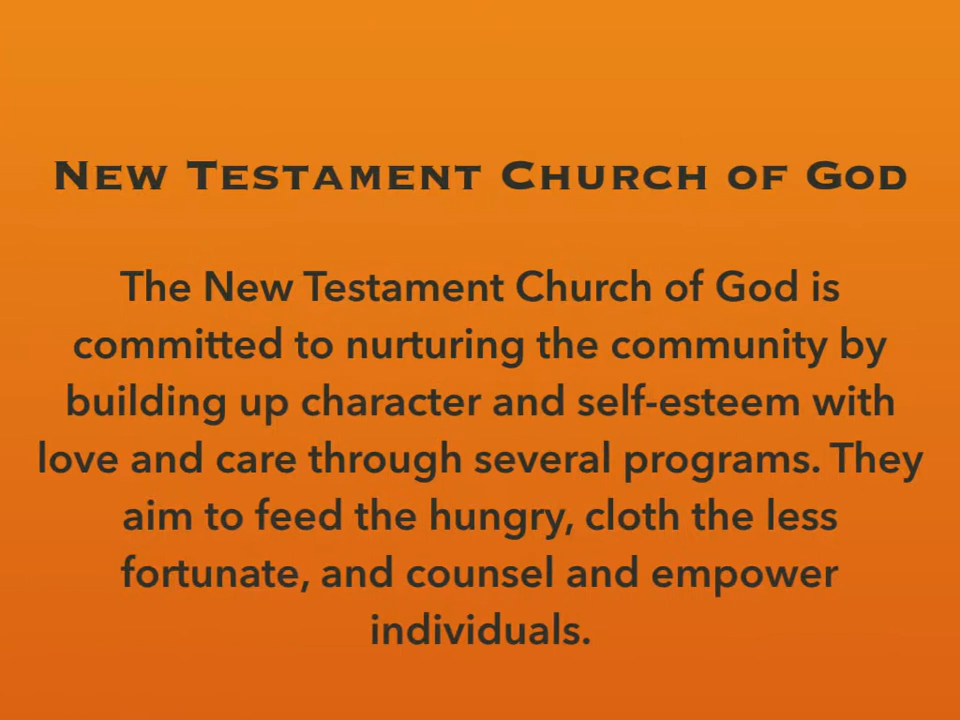 New Testament Church of God
The New Testament Church of God is
committed to nurturing the community by
building up character and self-esteem with
love and care through several programs. They
aim to feed the hungry, cloth the less
fortunate, and counsel and empower
individuals.